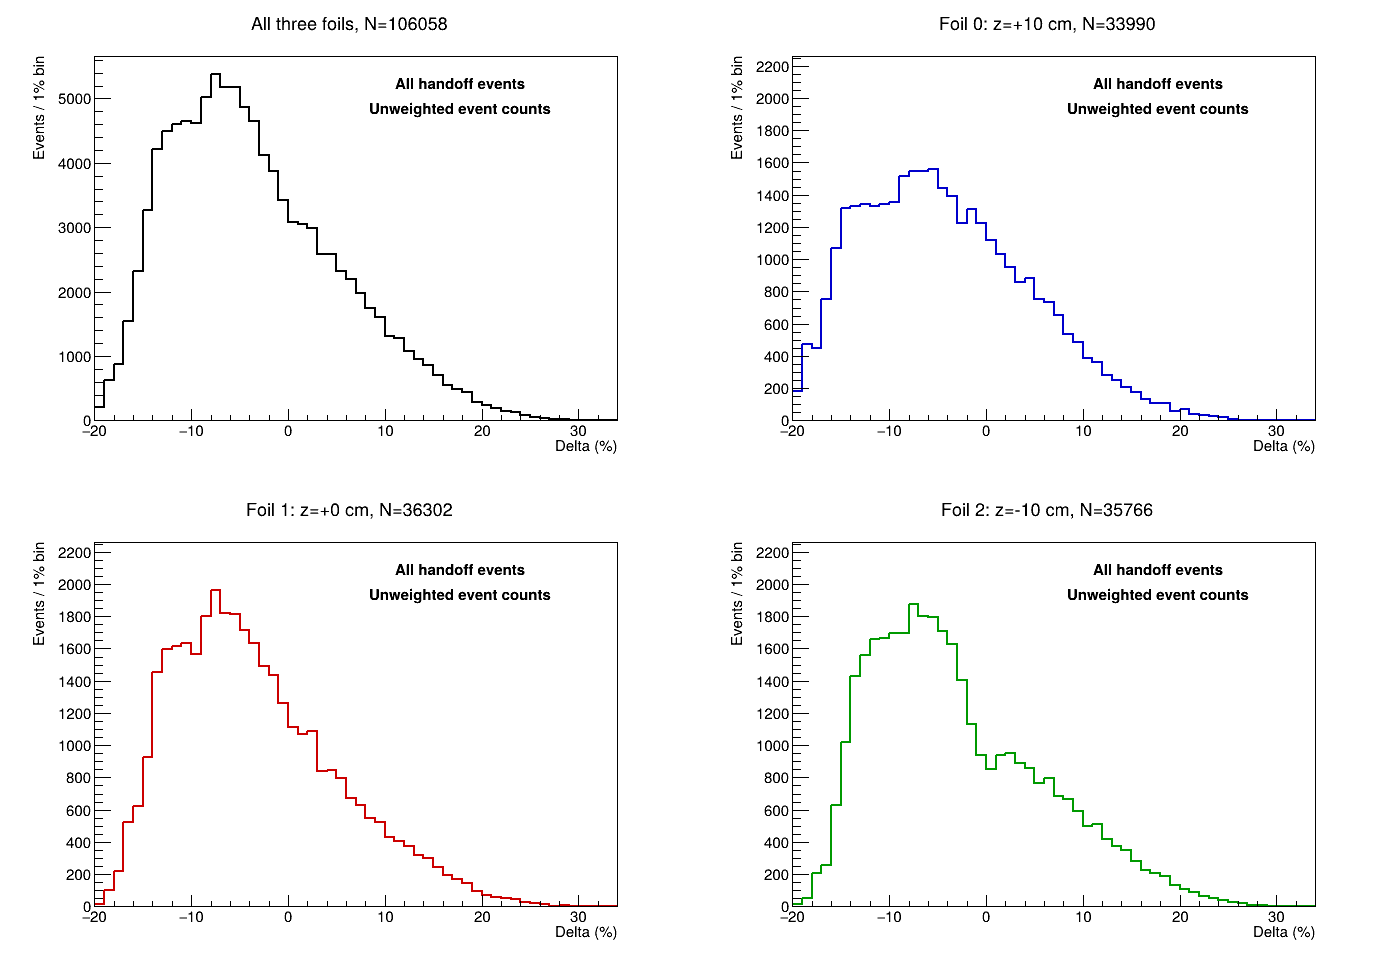 All three foils, N=106058
Events / 1% bin
All handoff events
Unweighted event counts
5000
4000
3000
2000
1000
0
−20 −10 0 10 20 30
Delta (%)
Foil 0: z=+10 cm, N=33990
Events / 1% bin
All handoff events
Unweighted event counts
2200
2000
1800
1600
1400
1200
1000
800
600
400
200
0
−20 −10 0 10 20 30
Delta (%)
Foil 1: z=+0 cm, N=36302
Events / 1% bin
All handoff events
Unweighted event counts
2200
2000
1800
1600
1400
1200
1000
800
600
400
200
0
−20 −10 0 10 20 30
Delta (%)
Foil 2: z=-10 cm, N=35766
Events / 1% bin
All handoff events
Unweighted event counts
2200
2000
1800
1600
1400
1200
1000
800
600
400
200
0
−20 −10 0 10 20 30
Delta (%)